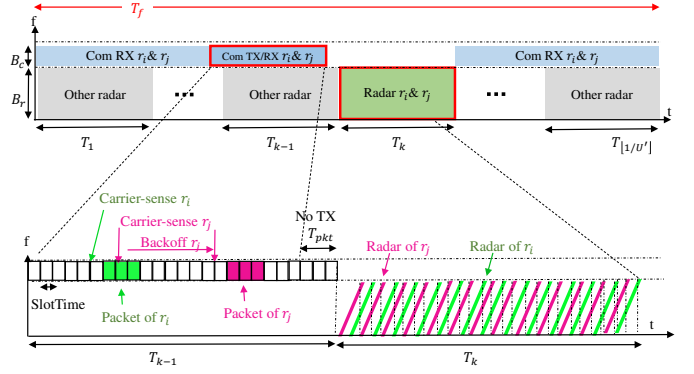 T_f
f
B_c
Com RX r_i & r_j
Com TX/RX r_i & r_j
Com RX r_i & r_j
B_r
Other radar
...
Other radar
Radar r_i & r_j
...
Other radar
t
T_1
T_{k-1}
T_k
T_{⌊1/U′⌋}
Carrier-sense r_i
No TX
Carrier-sense r_j
T_{pkt}
f
Backoff r_j
Radar of r_j
Radar of r_i
SlotTime
Packet of r_i
Packet of r_j
t
T_{k-1}
T_k